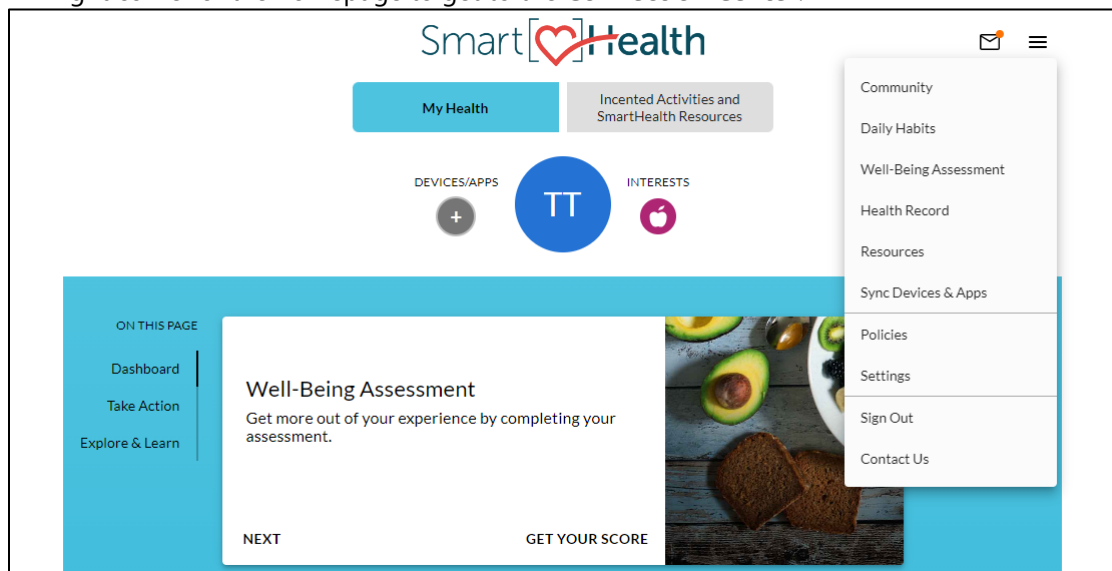 Smart[]Health
My Health
Incented Activities and
SmartHealth Resources
DEVICES/APPS
TT
INTERESTS
Community
Daily Habits
Well-Being Assessment
Health Record
Resources
Sync Devices & Apps
Policies
Settings
Sign Out
Contact Us
ON THIS PAGE
Dashboard
Take Action
Explore & Learn
Well-Being Assessment
Get more out of your experience by completing your
assessment.
NEXT
GET YOUR SCORE